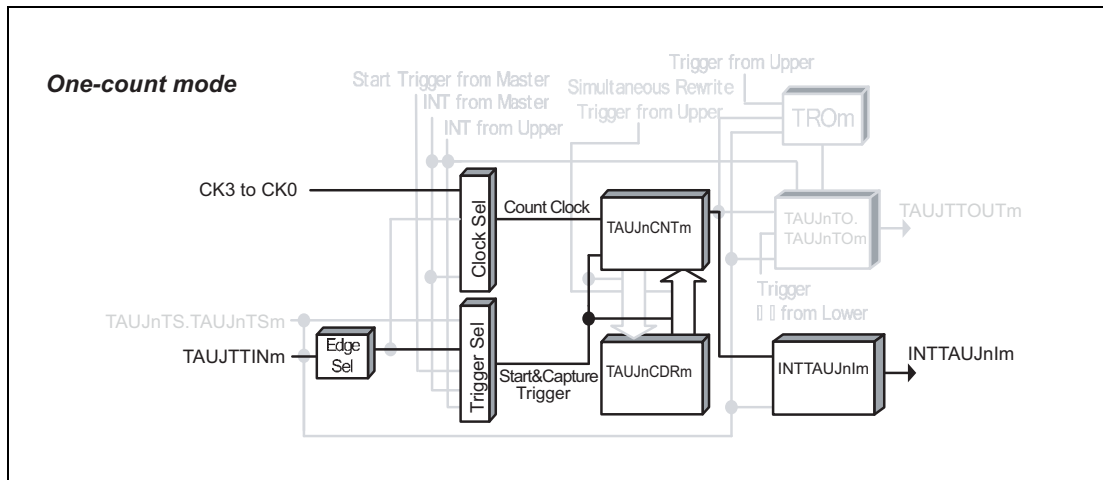 One-count mode
Trigger from Upper
Start Trigger from Master
Simultaneous Rewrite
INT from Master
Trigger from Upper
INT from Upper
TROm
CK3 to CK0
Clock Sel
Count Clock
TAUJnCNTm
TAUJnTO.
TAUJnTOm
TAUJTTOUTm
Trigger
from Lower
TAUJnTS.TAUJnTSm
TAUJTTINm
Edge
Sel
Trigger Sel
Start&Capture
Trigger
TAUJnCDRm
INTTAUJnIm
INTTAUJnIm